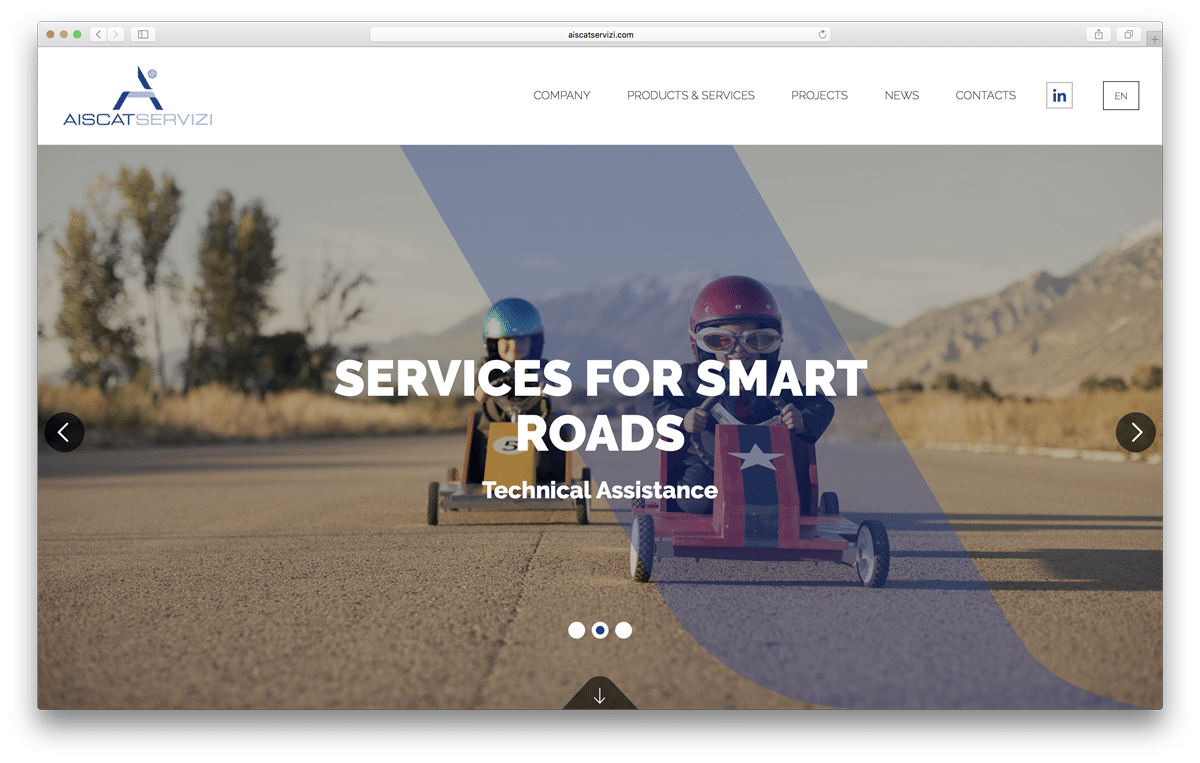 aiscatservizi.com
AISCATSERVIZI
COMPANY
PRODUCTS & SERVICES
PROJECTS
NEWS
CONTACTS
in
EN
SERVICES FOR SMART
ROADS
5
Technical Assistance